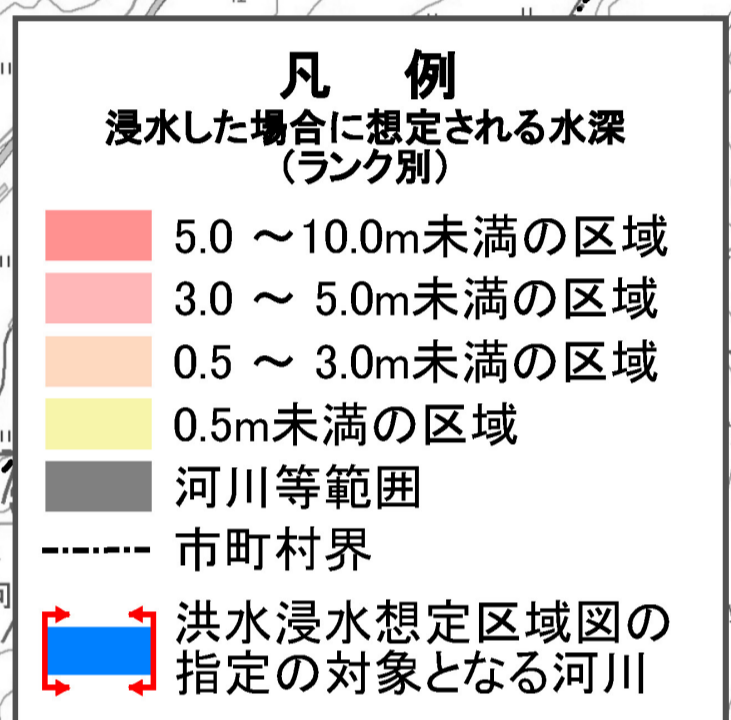 凡 例
浸水した場合に想定される水深
(ランク別)
5.0 ～10.0m未満の区域
3.0 ～ 5.0m未満の区域
0.5 ～ 3.0m未満の区域
0.5m未満の区域
河川等範囲
市町村界
洪水浸水想定区域図の
指定の対象となる河川